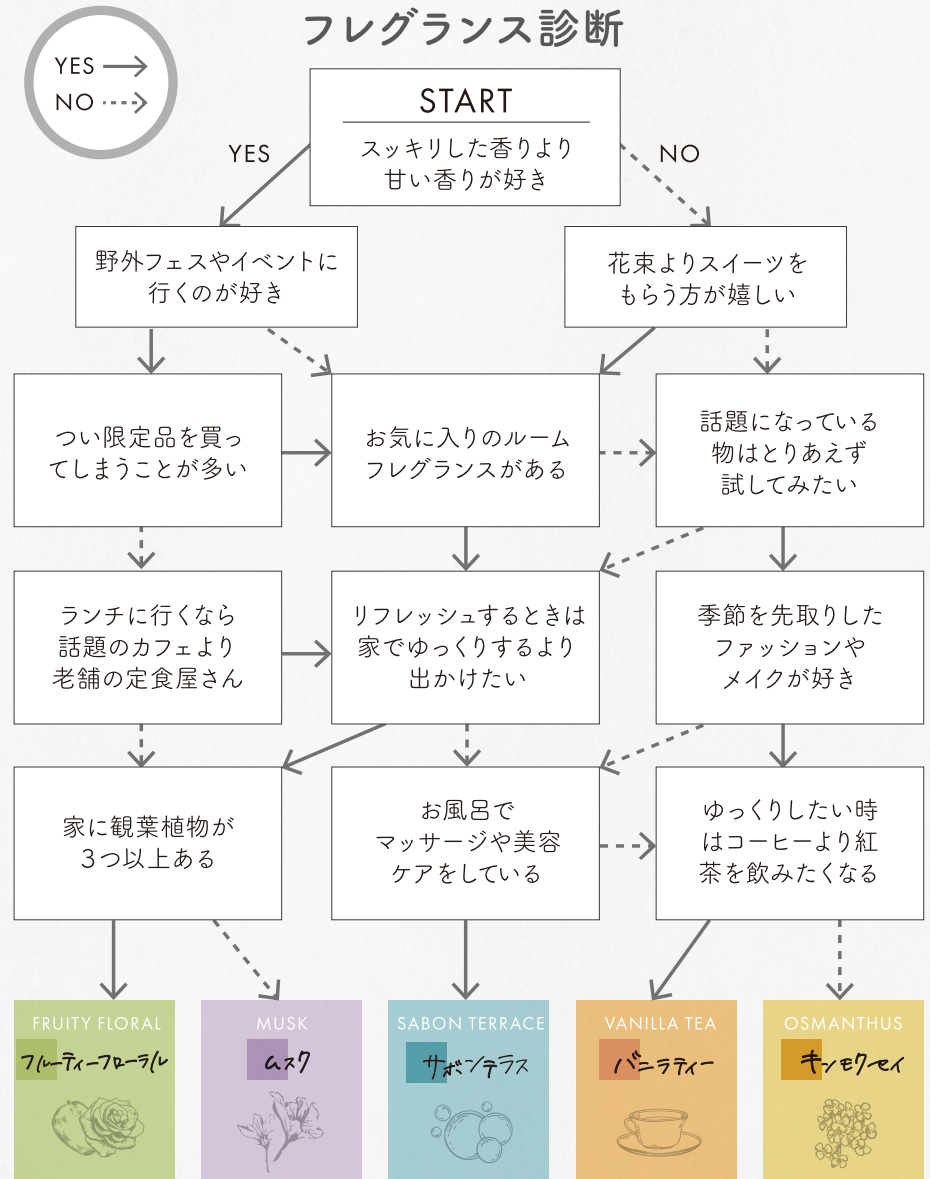 フレグランス診断
YES
NO
START
スッキリした香りより
甘い香りが好き
YES
NO
野外フェスやイベントに
行くのが好き
花束よりスイーツを
もらう方が嬉しい
つい限定品を買っ
てしまうことが多い
お気に入りのルーム
フレグランスがある
話題になっている
物はとりあえず
試してみたい
ランチに行くなら
話題のカフェより
老舗の定食屋さん
リフレッシュするときは
家でゆっくりするより
出かけたい
季節を先取りした
ファッションや
メイクが好き
家に観葉植物が
3つ以上ある
お風呂で
マッサージや美容
ケアをしている
ゆっくりしたい時
はコーヒーより紅
茶を飲みたくなる
FRUITY FLORAL
フルーティーフローラル
MUSK
ムスク
SABON TERRACE
サボンテラス
VANILLA TEA
バニラティー
OSMANTHUS
キンモクセイ